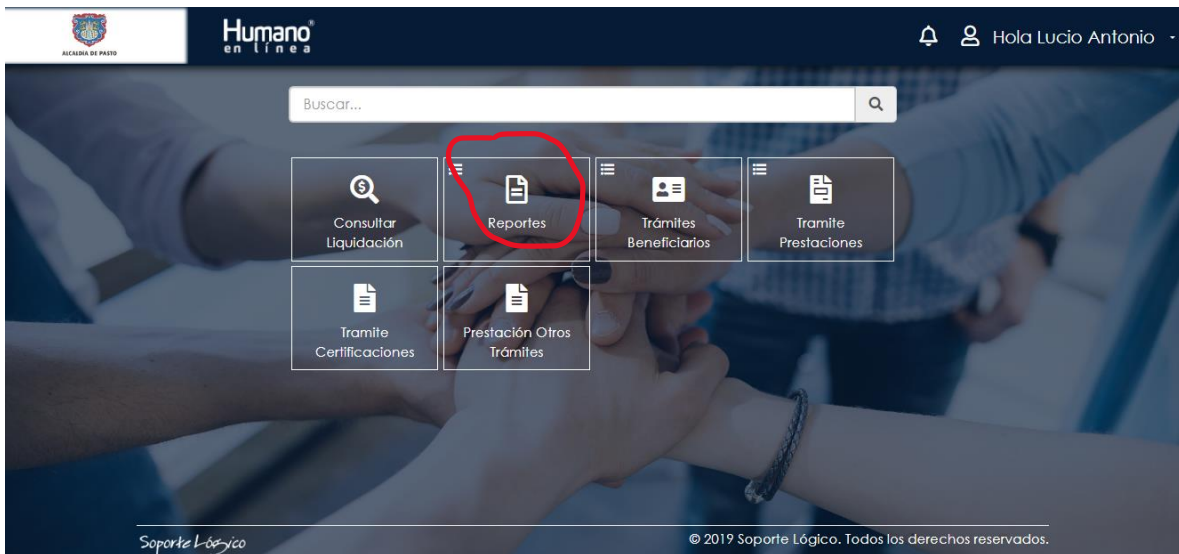 ALCALDÍA DE PASTO
Humano®
en línea
Hola Lucio Antonio
Buscar...
Consultar
Liquidación
Reportes
Trámites
Beneficiarios
Tramite
Prestaciones
Tramite
Certificaciones
Prestación Otros
Trámites
Soporte Lógico
© 2019 Soporte Lógico. Todos los derechos reservados.